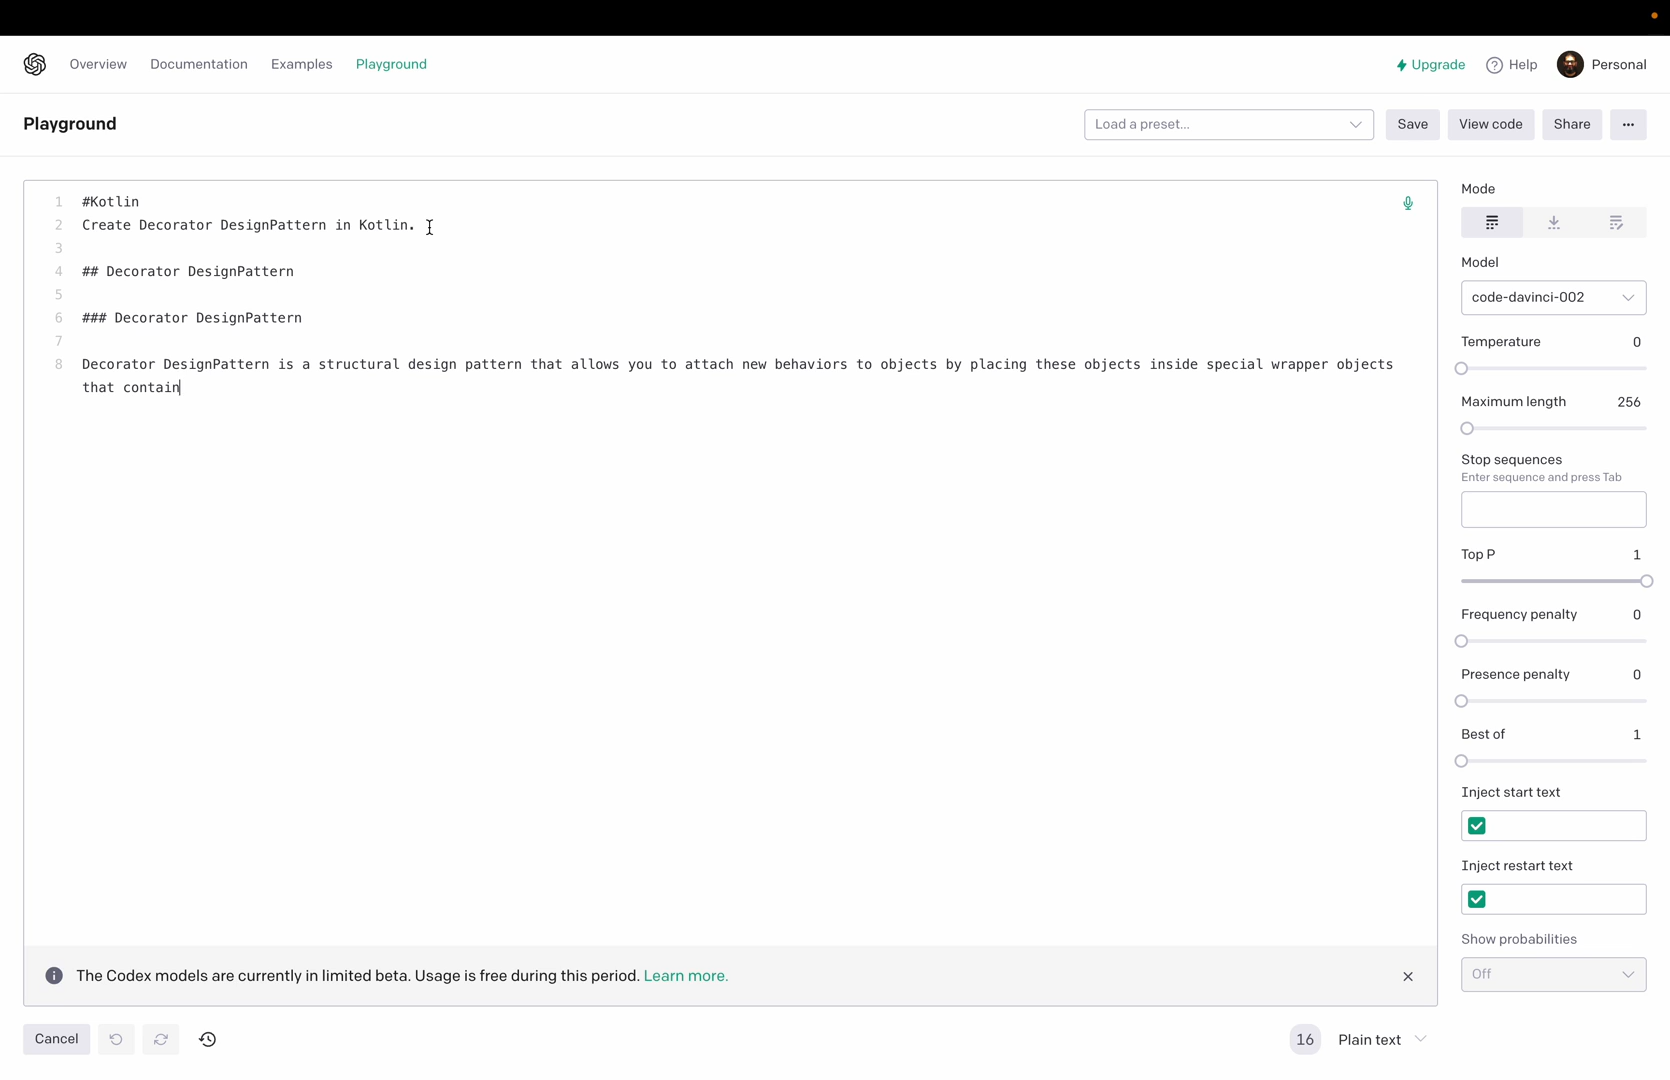 Overview Documentation Examples Playground Upgrade Help Personal
Playground Load a preset... Save View code Share ...
1 #Kotlin
2 Create Decorator DesignPattern in Kotlin.
3
4 ## Decorator DesignPattern
5
6 ### Decorator DesignPattern
7
8 Decorator DesignPattern is a structural design pattern that allows you to attach new behaviors to objects by placing these objects inside special wrapper objects
that contain
The Codex models are currently in limited beta. Usage is free during this period. Learn more.
Cancel 16 Plain text
Mode
Model
code-davinci-002
Temperature 0
Maximum length 256
Stop sequences
Enter sequence and press Tab
Top P 1
Frequency penalty 0
Presence penalty 0
Best of 1
Inject start text
Inject restart text
Show probabilities
Off